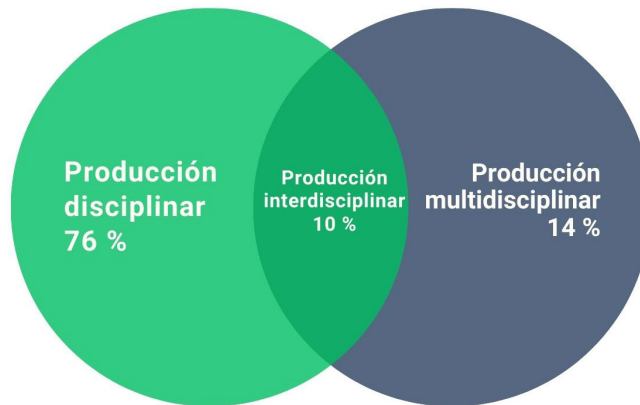 Producción
disciplinar
76 %
Producción
interdisciplinar
10 %
Producción
multidisciplinar
14 %